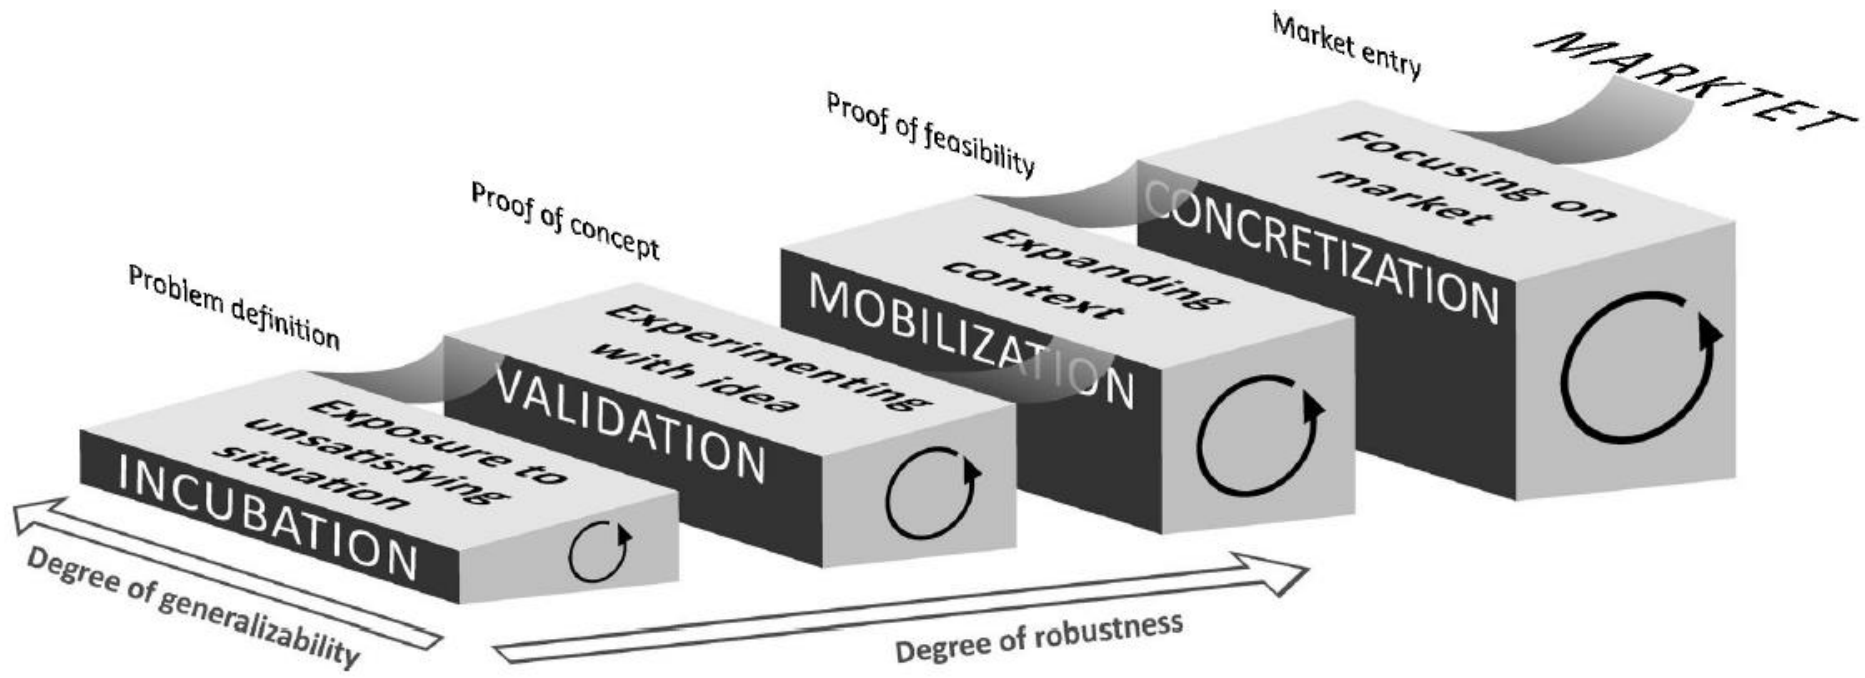 Problem definition
Proof of concept
Proof of feasibility
Market entry
MARKTET
Exposure to
unsatisfying
situation
INCUBATION
Experimenting
with idea
VALIDATION
Expanding
context
MOBILIZATION
Focusing on
market
CONCRETIZATION
Degree of generalizability
Degree of robustness